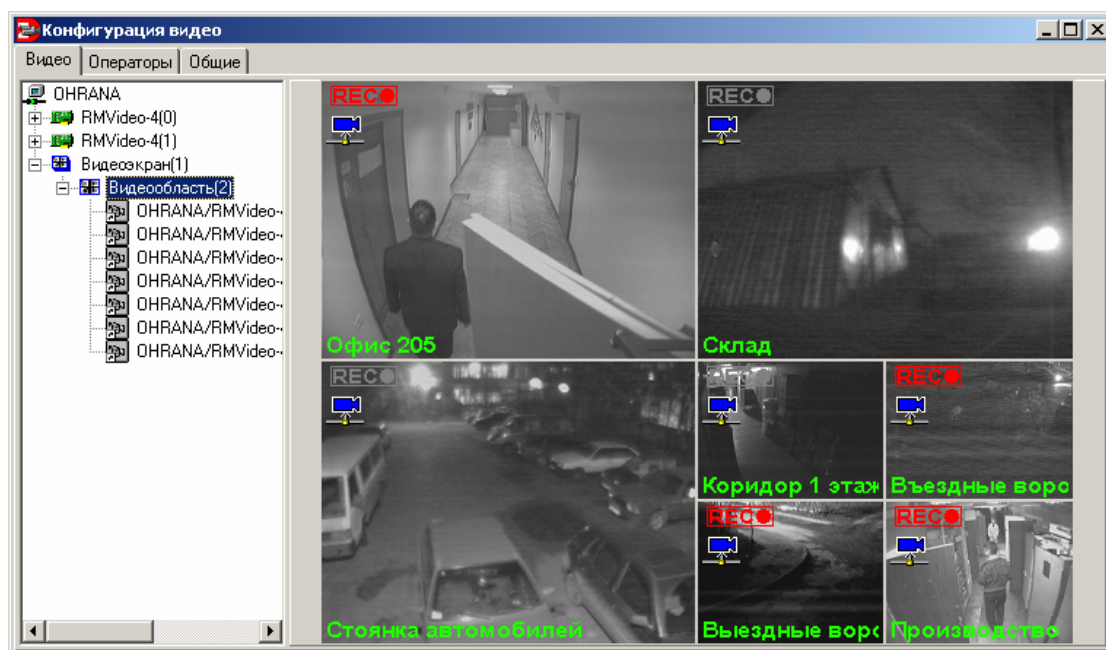 Конфигурация видео
Видео Операторы Общие
OHRANA
RMVideo-4(0)
RMVideo-4(1)
Видеоэкран(1)
Видеообласть(2)
OHRANA/RMVideo-
OHRANA/RMVideo-
OHRANA/RMVideo-
OHRANA/RMVideo-
OHRANA/RMVideo-
OHRANA/RMVideo-
OHRANA/RMVideo-
REC
Офис 205
REC
Склад
REC
Стоянка автомобилей
REC
Коридор 1 этаж
REC
Въездные воро
REC
Выездные воро
REC
Производство